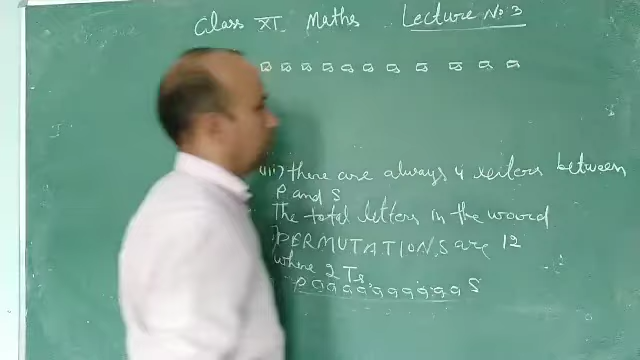 Class XI Maths Lecture No 3
iii) there are always 4 letters between
P and S
The total letters in the word
PERMUTATIONS are 12
where 2 Ts